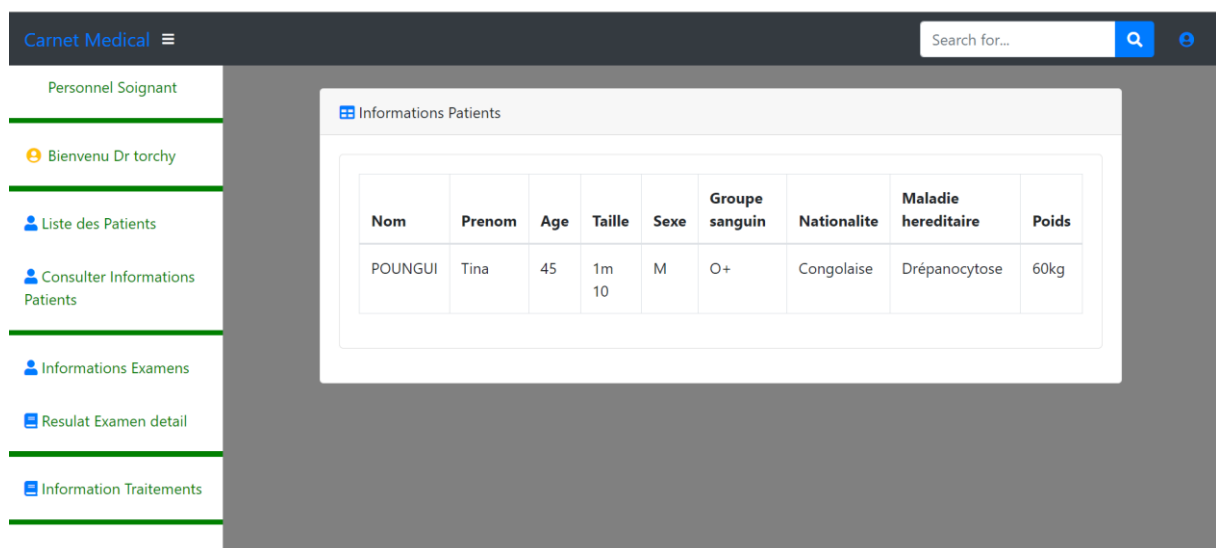 Carnet Medical
Search for...
Personnel Soignant
Bienvenu Dr torchy
Liste des Patients
Consulter Informations
Patients
Informations Examens
Resulat Examen detail
Information Traitements
Informations Patients
Nom Prenom Age Taille Sexe Groupe sanguin Nationalite Maladie hereditaire Poids
POUNGUI Tina 45 1m 10 M O+ Congolaise Drépanocytose 60kg